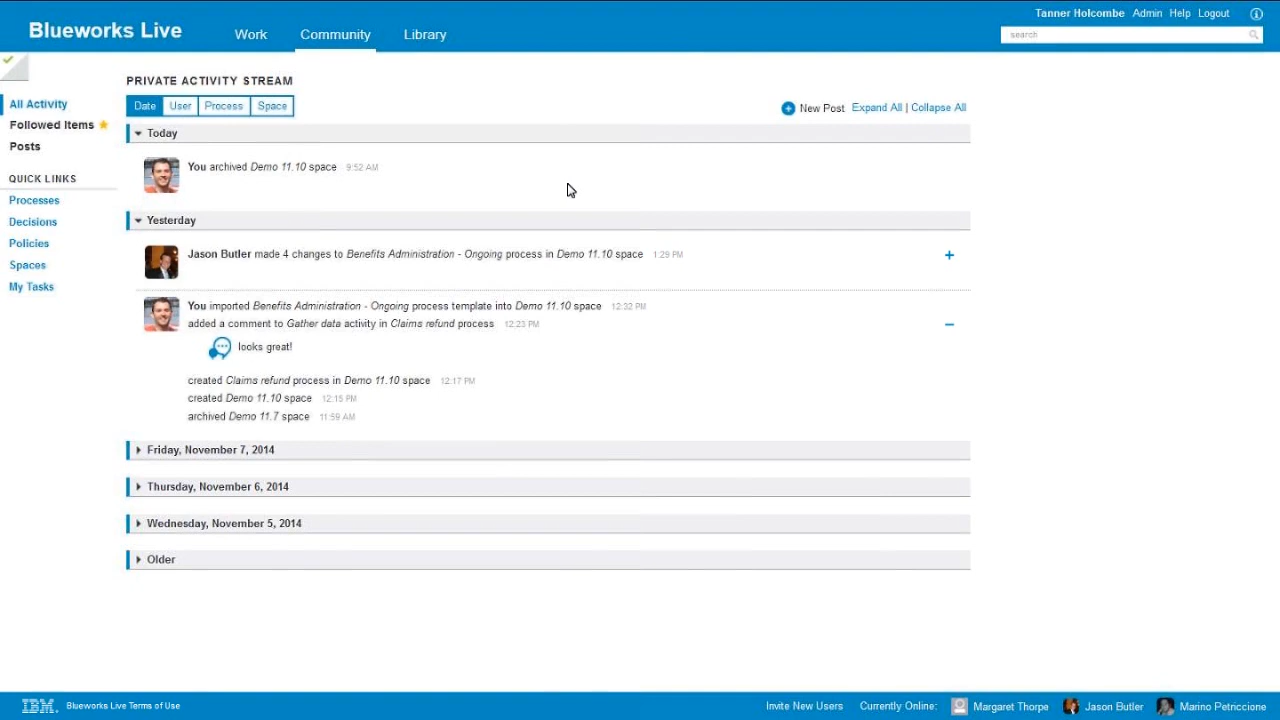 Tanner Holcombe Admin Help Logout
Blueworks Live Work Community Library
search
PRIVATE ACTIVITY STREAM
All Activity
Followed Items
Posts
QUICK LINKS
Processes
Decisions
Policies
Spaces
My Tasks
Date User Process Space
New Post Expand All | Collapse All
Today
You archived Demo 11.10 space 9:52 AM
Yesterday
Jason Butler made 4 changes to Benefits Administration - Ongoing process in Demo 11.10 space 1:29 PM
You imported Benefits Administration - Ongoing process template into Demo 11.10 space 12:32 PM
added a comment to Gather data activity in Claims refund process 12:23 PM
looks great!
created Claims refund process in Demo 11.10 space 12:17 PM
created Demo 11.10 space 12:15 PM
archived Demo 11.7 space 11:59 AM
Friday, November 7, 2014
Thursday, November 6, 2014
Wednesday, November 5, 2014
Older
IBM. Blueworks Live Terms of Use Invite New Users Currently Online: Margaret Thorpe Jason Butler Marino Petriccione